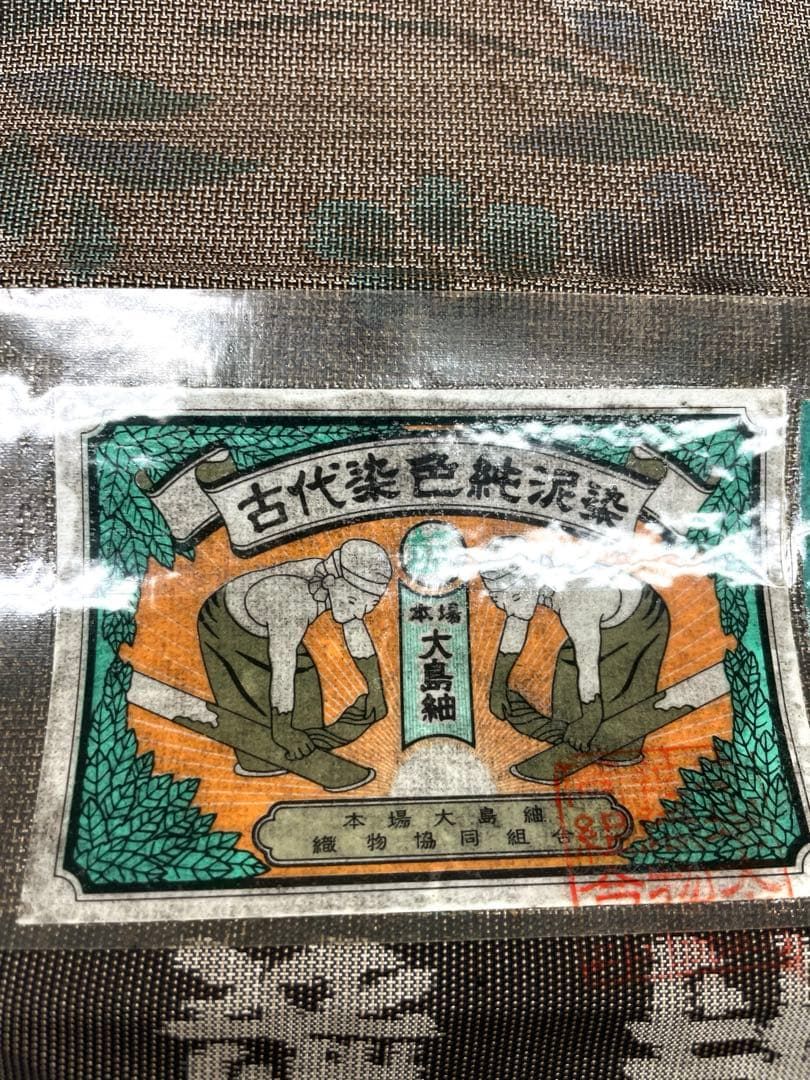 古代染色純泥染
本場
大島紬
本場大島紬
織物協同組合